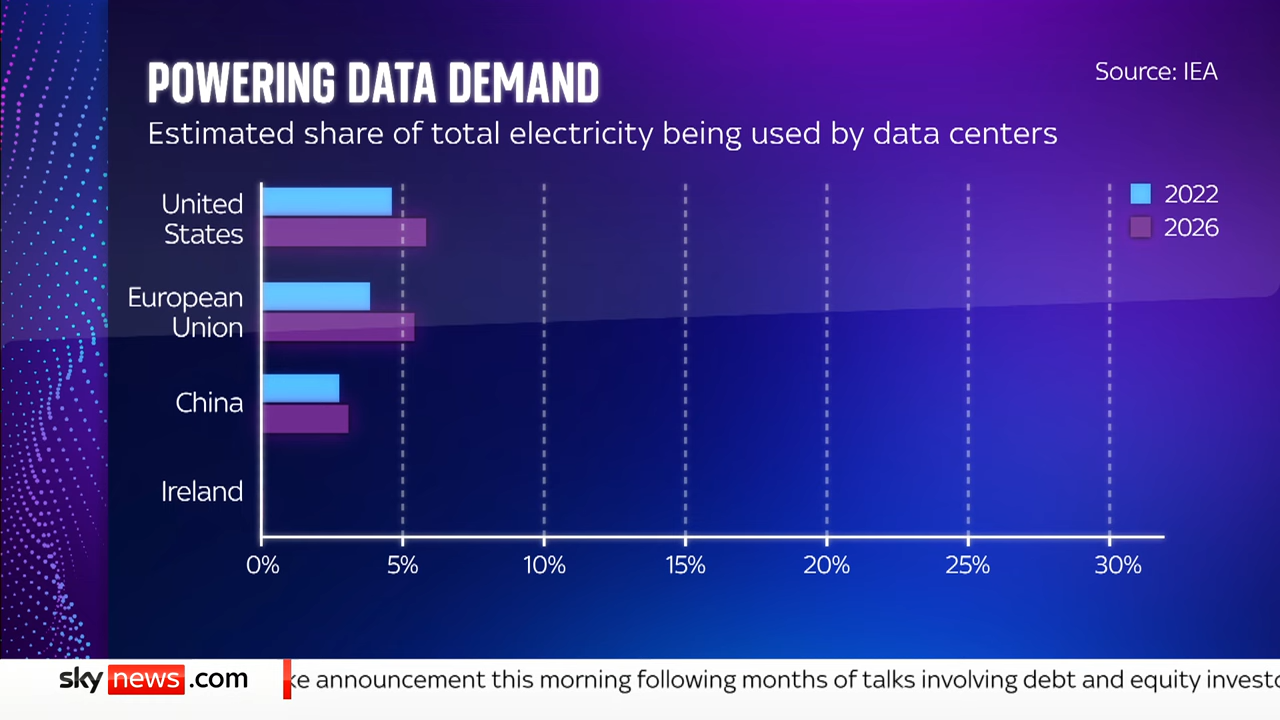 POWERING DATA DEMAND
Source: IEA
Estimated share of total electricity being used by data centers
2022
2026
United
States
European
Union
China
Ireland
0% 5% 10% 15% 20% 25% 30%
sky news .com
announcement this morning following months of talks involving debt and equity